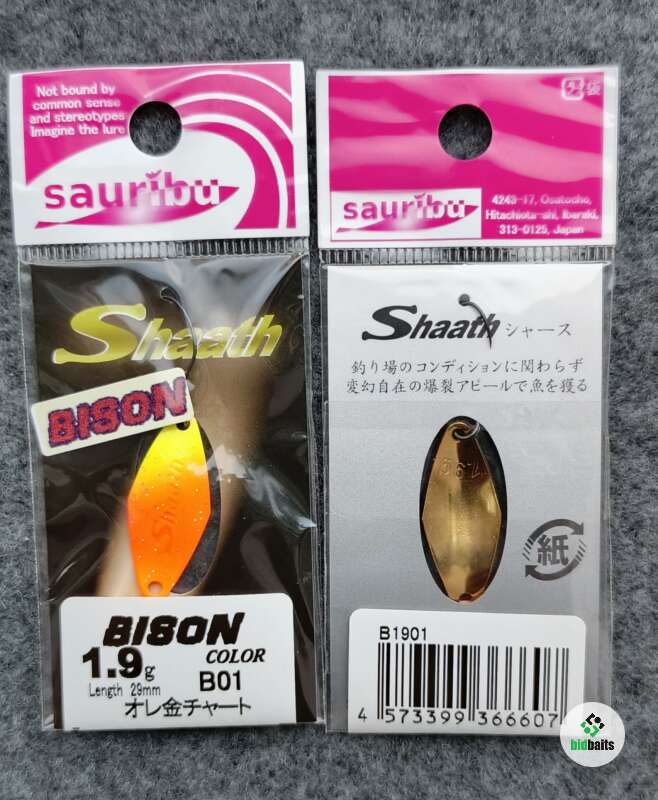 Not bound by
common sense
and stereotypes
Imagine the lure
sauribu
Shaath
BISON
Shaath
BISON
COLOR
1.9g
Length 29mm
B01
オレ金チャート
sauribu
4243-17, Osatocho,
Hitachiota-shi, Ibaraki,
313-0125, Japan
Shaath シャース
釣り場のコンディションに関わらず
変幻自在の爆裂アピールで魚を獲る
1.9g
紙
B1901
4 573399 366607
bidbaits